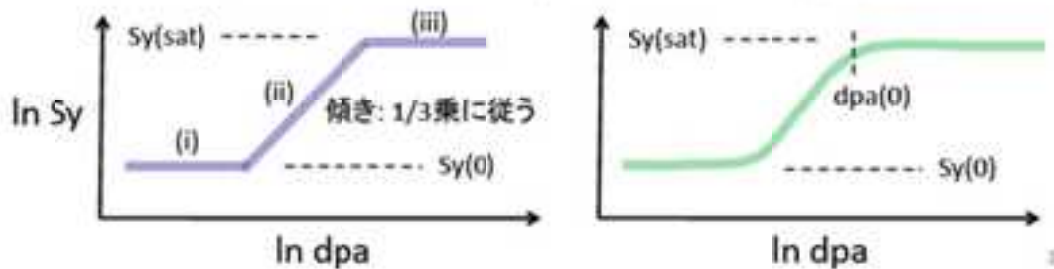 Sy(sat)
(iii)
(ii)
傾き: 1/3乗に従う
ln Sy
(i)
Sy(0)
ln dpa
Sy(sat)
dpa(0)
Sy(0)
ln dpa